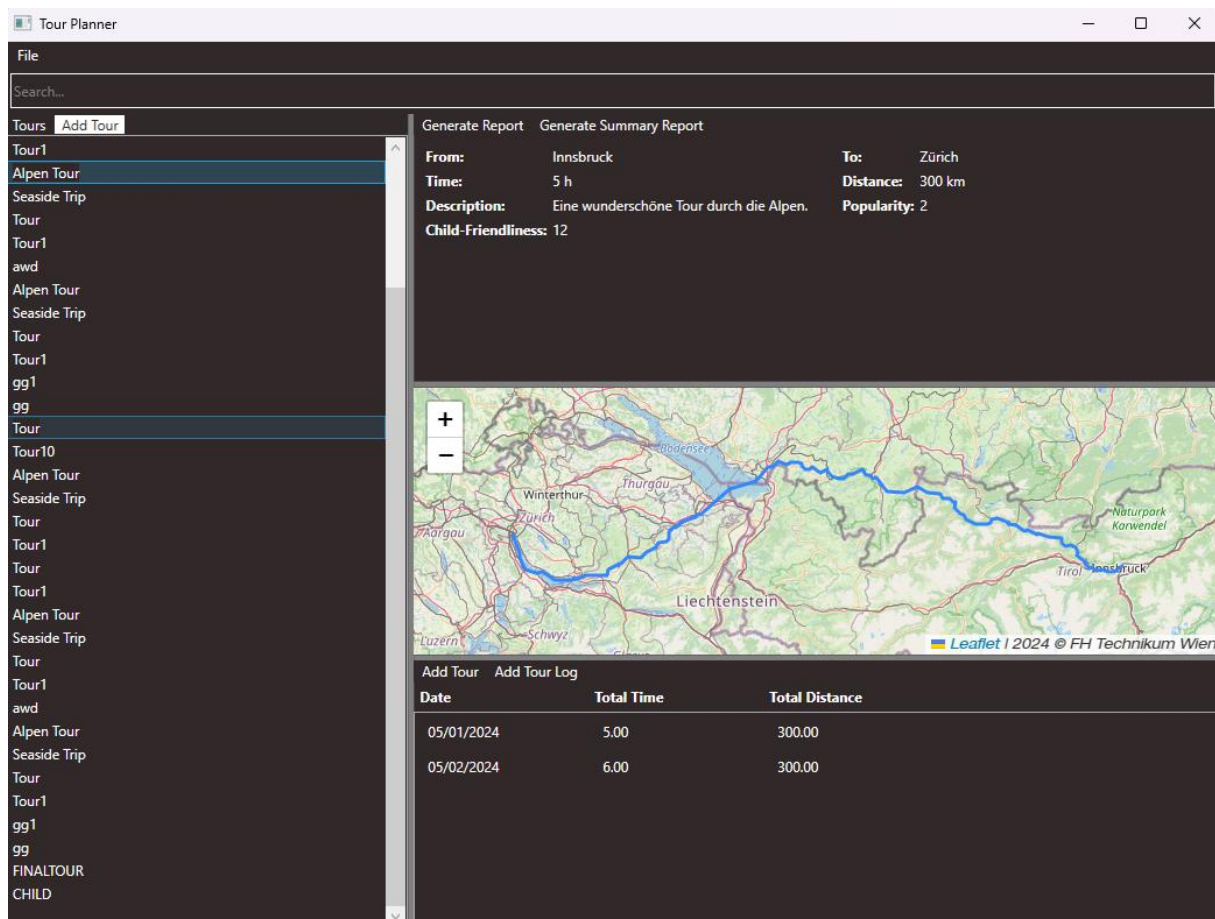 Tour Planner
File
Search...
Tours Add Tour
Tour1
Alpen Tour
Seaside Trip
Tour
Tour1
awd
Alpen Tour
Seaside Trip
Tour
Tour1
gg1
gg
Tour
Tour10
Alpen Tour
Seaside Trip
Tour
Tour1
Tour
Tour1
Alpen Tour
Seaside Trip
Tour
Tour1
awd
Alpen Tour
Seaside Trip
Tour
Tour1
gg1
gg
FINALTOUR
CHILD
Generate Report Generate Summary Report
From: Innsbruck To: Zürich
Time: 5 h Distance: 300 km
Description: Eine wunderschöne Tour durch die Alpen. Popularity: 2
Child-Friendliness: 12
+
−
Bodensee
Thurgau
Winterthur
Zürich
Aargau
Naturpark
Karwendel
Tirol Innsbruck
Liechtenstein
Luzern Schwyz
Leaflet | 2024 © FH Technikum Wien
Add Tour Add Tour Log
Date Total Time Total Distance
05/01/2024 5.00 300.00
05/02/2024 6.00 300.00